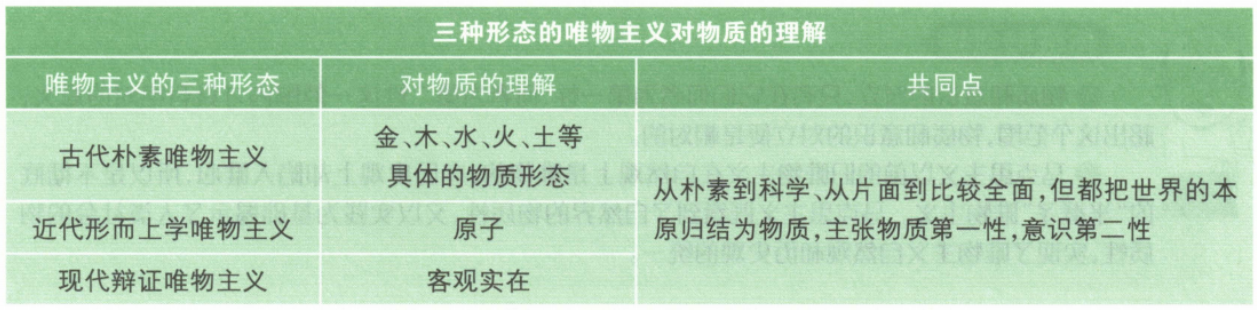 三种形态的唯物主义对物质的理解
唯物主义的三种形态 对物质的理解 共同点
古代朴素唯物主义
金、木、水、火、土等
具体的物质形态
近代形而上学唯物主义 原子
现代辩证唯物主义 客观实在
从朴素到科学、从片面到比较全面,但都把世界的本
原归结为物质,主张物质第一性,意识第二性